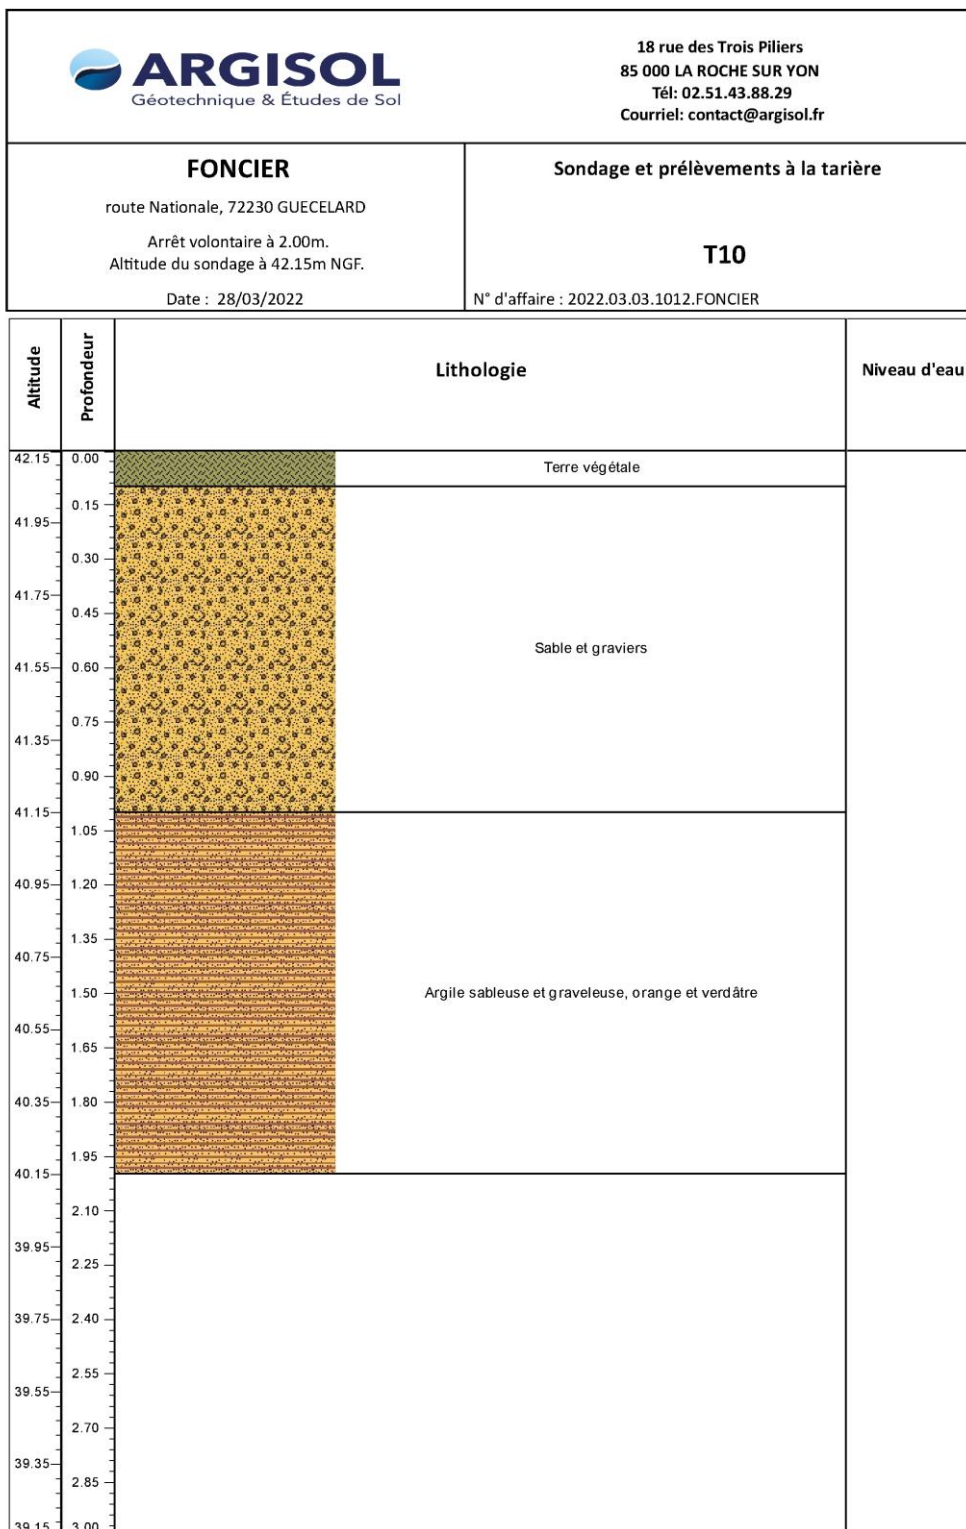 ARGISOL
Géotechnique & Études de Sol
18 rue des Trois Piliers
85 000 LA ROCHE SUR YON
Tél: 02.51.43.88.29
Courriel: contact@argisol.fr
FONCIER
route Nationale, 72230 GUECELARD
Arrêt volontaire à 2.00m.
Altitude du sondage à 42.15m NGF.
Date : 28/03/2022
Sondage et prélèvements à la tarière
T10
N° d'affaire : 2022.03.03.1012.FONCIER
Altitude
Profondeur
Lithologie
Niveau d'eau
42.15 0.00
Terre végétale
0.15
41.95
0.30
41.75
0.45
Sable et graviers
41.55 0.60
0.75
41.35
0.90
41.15
1.05
40.95 1.20
1.35
40.75
1.50
Argile sableuse et graveleuse, orange et verdâtre
40.55
1.65
40.35 1.80
1.95
40.15
2.10
39.95
2.25
39.75 2.40
2.55
39.55
2.70
39.35
2.85
39.15 3.00